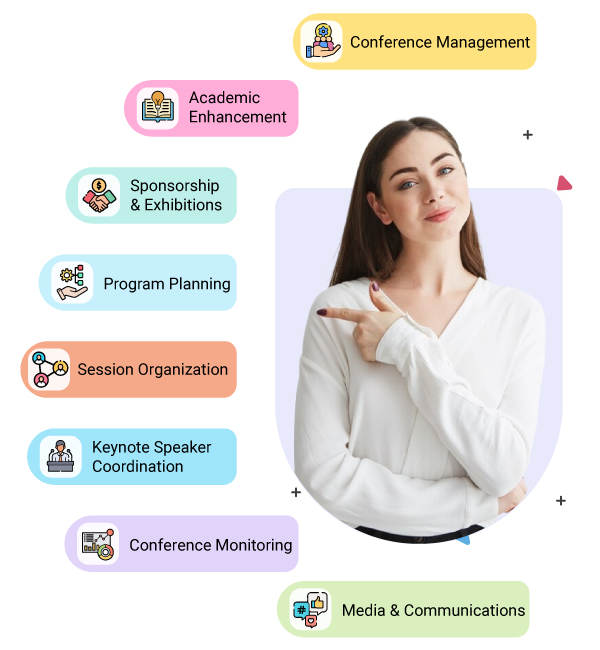 Conference Management
Academic
Enhancement
Sponsorship
& Exhibitions
Program Planning
Session Organization
Keynote Speaker
Coordination
Conference Monitoring
Media & Communications